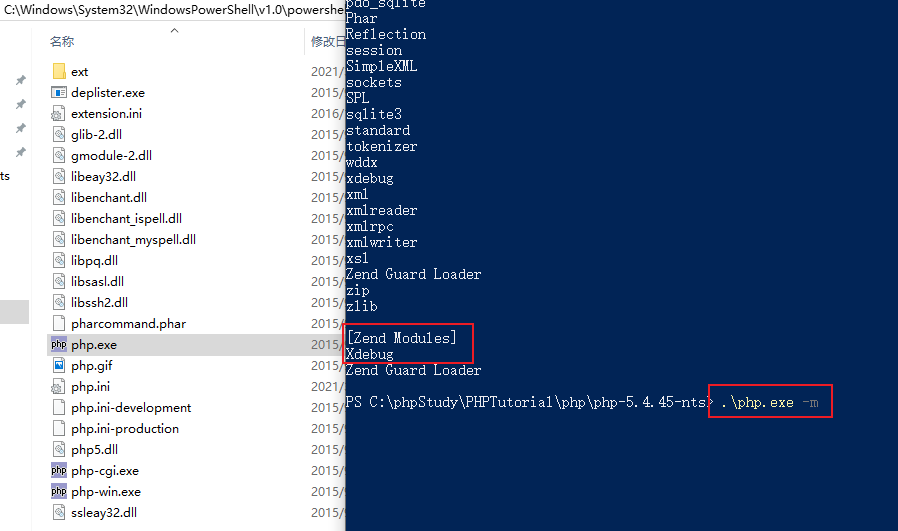 C:\Windows\System32\WindowsPowerShell\v1.0\powershel
名称
修改日
ts
ext 2021/
deplister.exe 2015/
extension.ini 2016/
glib-2.dll 2015/
gmodule-2.dll 2015/
libeay32.dll 2015/
libenchant.dll 2015/
libenchant_ispell.dll 2015/
libenchant_myspell.dll 2015/
libpq.dll 2015/
libsasl.dll 2015/
libssh2.dll 2015/
pharcommand.phar 2015/
php php.exe 2015/
php.gif 2015/
php.ini 2021/
php.ini-development 2015/
php.ini-production 2015/
php5.dll 2015/
php php-cgi.exe 2015/
php php-win.exe 2015/
ssleay32.dll 2015/
pdo_sqlite
Phar
Reflection
session
SimpleXML
sockets
SPL
sqlite3
standard
tokenizer
wddx
xdebug
xml
xmlreader
xmlrpc
xmlwriter
xsl
Zend Guard Loader
zip
zlib
[Zend Modules]
Xdebug
Zend Guard Loader
PS C:\phpStudy\PHPTutorial\php\php-5.4.45-nts> .\php.exe -m